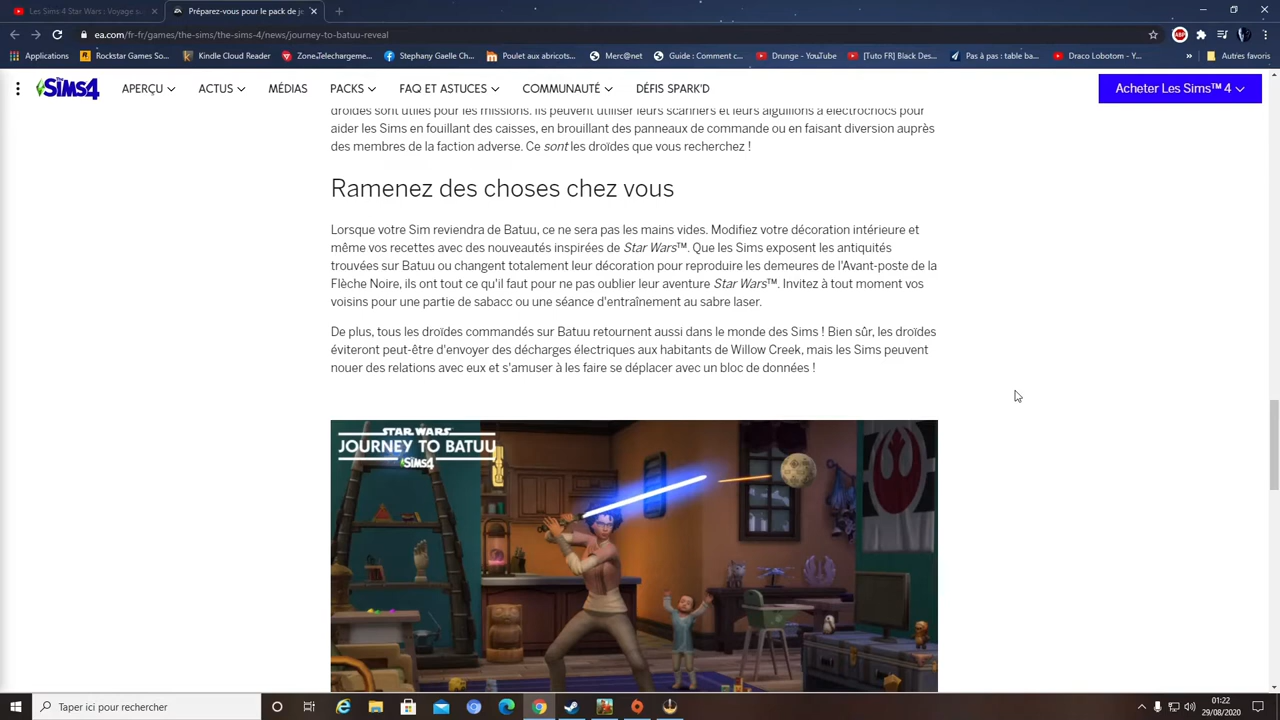 Les Sims 4 Star Wars : Voyage s
Préparez-vous pour le pack de je
ea.com/fr-fr/games/the-sims/the-sims-4/news/journey-to-batuu-reveal
ABP
Applications
Rockstar Games So...
Kindle Cloud Reader
ZoneTelechargeme...
Stephany Gaelle Ch...
Poulet au abricots...
Merc@net
Guide : Comment c...
Drunge - YouTube
[Tuto FR] Black Des...
Pas à pas : table ba...
Draco Lobotom - Y...
»
Autres favoris
THE SIMS4
APERÇU
ACTUS
MÉDIAS
PACKS
FAQ ET ASTUCES
COMMUNAUTÉ
DÉFIS SPARK'D
Acheter Les Sims™ 4
droïdes sont utiles pour les missions. Ils peuvent utiliser leurs scanners et leurs aiguillons à électrochocs pour
aider les Sims en fouillant des caisses, en brouillant des panneaux de commande ou en faisant diversion auprès
des membres de la faction adverse. Ce sont les droïdes que vous recherchez !
Ramenez des choses chez vous
Lorsque votre Sim reviendra de Batuu, ce ne sera pas les mains vides. Modifiez votre décoration intérieure et
même vos recettes avec des nouveautés inspirées de Star Wars™. Que les Sims exposent les antiquités
trouvées sur Batuu ou changent totalement leur décoration pour reproduire les demeures de l'Avant-poste de la
Flèche Noire, ils ont tout ce qu'il faut pour ne pas oublier leur aventure Star Wars™. Invitez à tout moment vos
voisins pour une partie de sabacc ou une séance d'entraînement au sabre laser.
De plus, tous les droïdes commandés sur Batuu retournent aussi dans le monde des Sims ! Bien sûr, les droïdes
éviteront peut-être d'envoyer des décharges électriques aux habitants de Willow Creek, mais les Sims peuvent
nouer des relations avec eux et s'amuser à les faire se déplacer avec un bloc de données !
STAR WARS
JOURNEY TO BATUU
THE SIMS4
Taper ici pour rechercher
01:22
29/08/2020